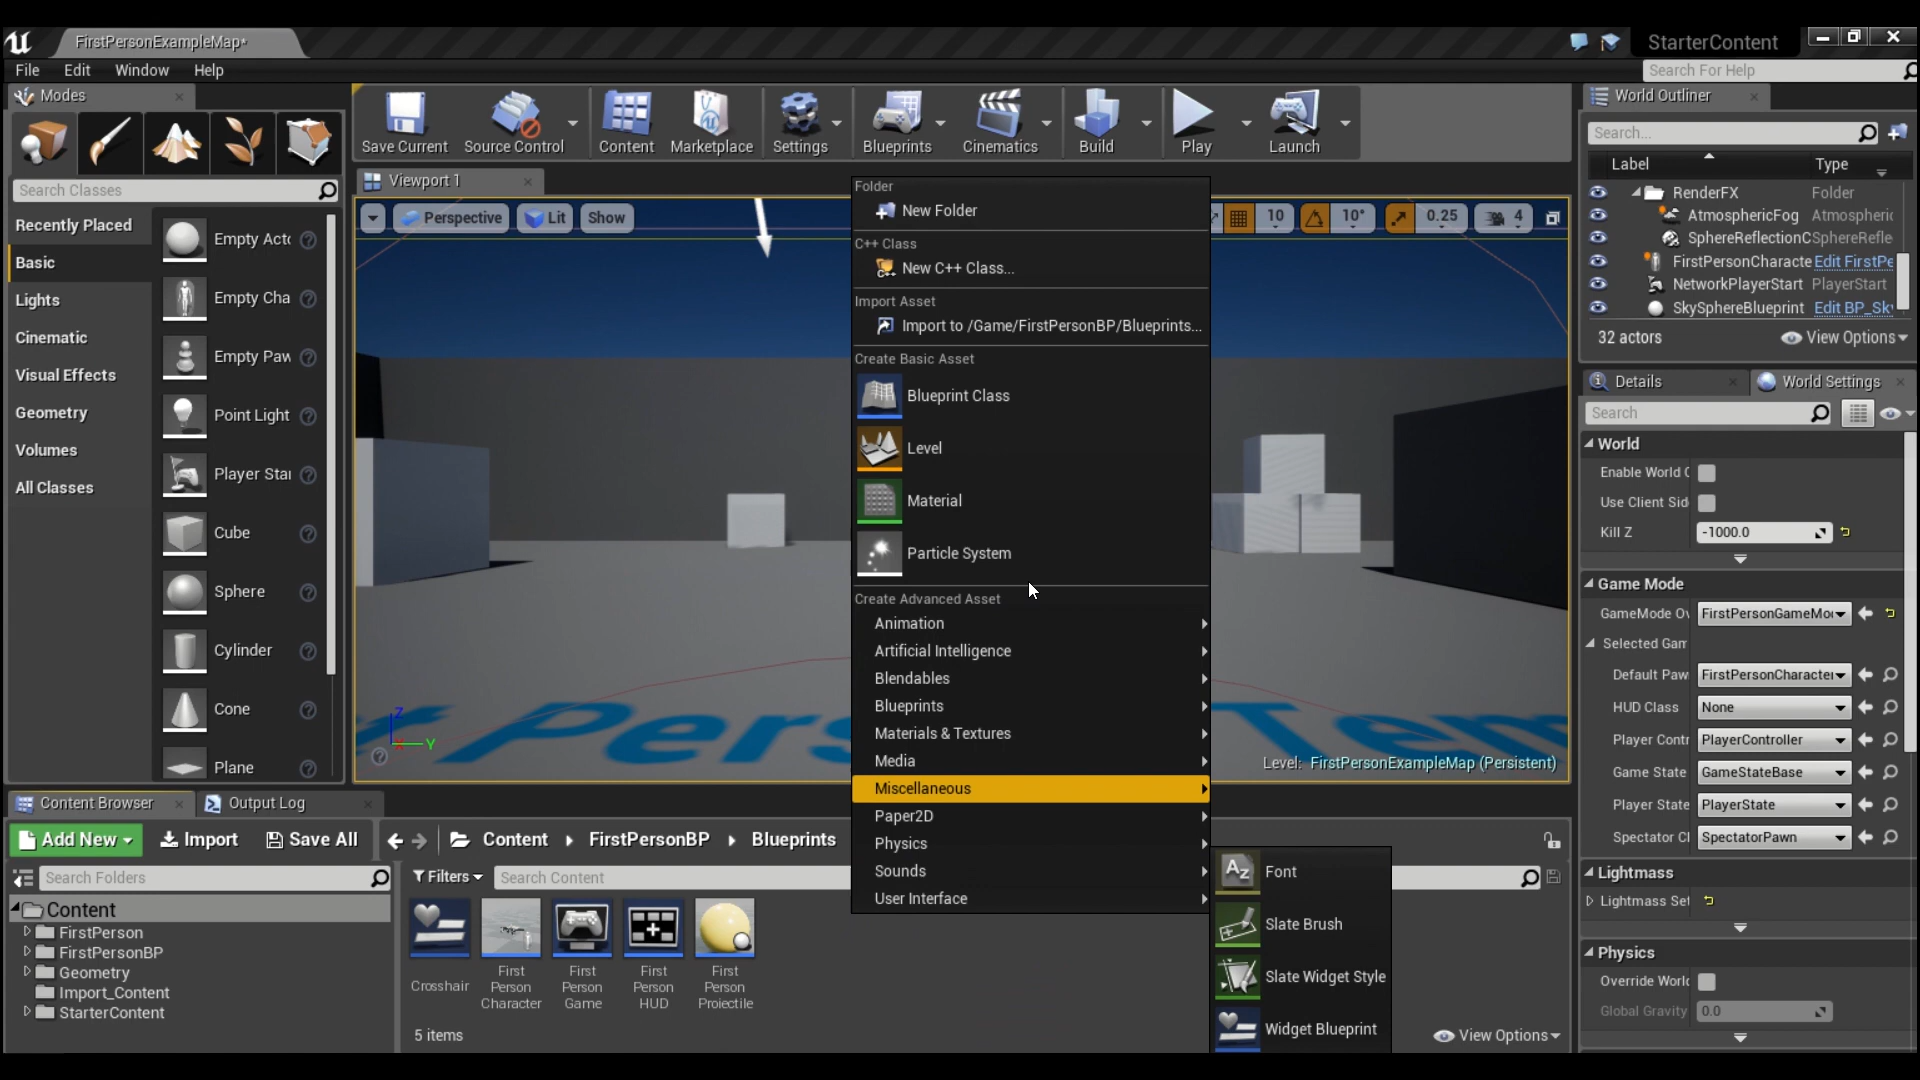 FirstPersonExampleMap*
StarterContent
File Edit Window Help
Search For Help
Modes
Search Classes
Recently Placed
Basic
Lights
Cinematic
Visual Effects
Geometry
Volumes
All Classes
Empty Acto
Empty Cha
Empty Paw
Point Light
Player Star
Cube
Sphere
Cylinder
Cone
Plane
Save Current
Source Control
Content
Marketplace
Settings
Blueprints
Cinematics
Build
Play
Launch
Viewport 1
Perspective Lit Show
10 10° 0.25 4
Folder
New Folder
C++ Class
New C++ Class...
Import Asset
Import to /Game/FirstPersonBP/Blueprints...
Create Basic Asset
Blueprint Class
Level
Material
Particle System
Create Advanced Asset
Animation
Artificial Intelligence
Blendables
Blueprints
Materials & Textures
Media
Miscellaneous
Paper2D
Physics
Sounds
User Interface
Font
Slate Brush
Slate Widget Style
Widget Blueprint
Z
X Y
Level: FirstPersonExampleMap (Persistent)
World Outliner
Search...
Label Type
RenderFX Folder
AtmosphericFog Atmospheric
SphereReflectionC SphereRefle
FirstPersonCharacte Edit FirstPe
NetworkPlayerStart PlayerStart
SkySphereBlueprint Edit BP_Sky
32 actors View Options
Details World Settings
Search
World
Enable World C
Use Client Sid
Kill Z -1000.0
Game Mode
GameMode Ov FirstPersonGameMo
Selected Gam
Default Paw FirstPersonCharacter
HUD Class None
Player Contr PlayerController
Game State GameStateBase
Player State PlayerState
Spectator Cl SpectatorPawn
Lightmass
Lightmass Set
Physics
Override World
Global Gravity 0.0
Content Browser Output Log
Add New Import Save All Content FirstPersonBP Blueprints
Search Folders
Filters Search Content
Content
FirstPerson
FirstPersonBP
Geometry
Import_Content
StarterContent
Crosshair
First Person Character
First Person Game
First Person HUD
First Person Projectile
5 items
View Options